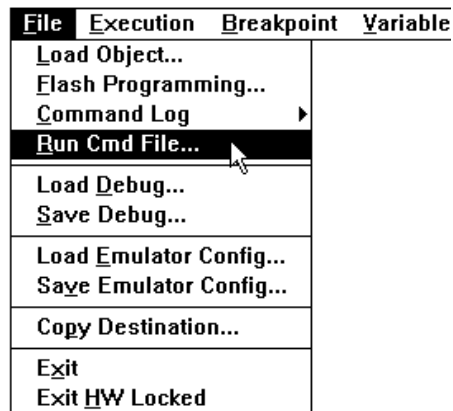 File Execution Breakpoint Variable
Load Object...
Flash Programming...
Command Log
Run Cmd File...
Load Debug...
Save Debug...
Load Emulator Config...
Save Emulator Config...
Copy Destination...
Exit
Exit HW Locked